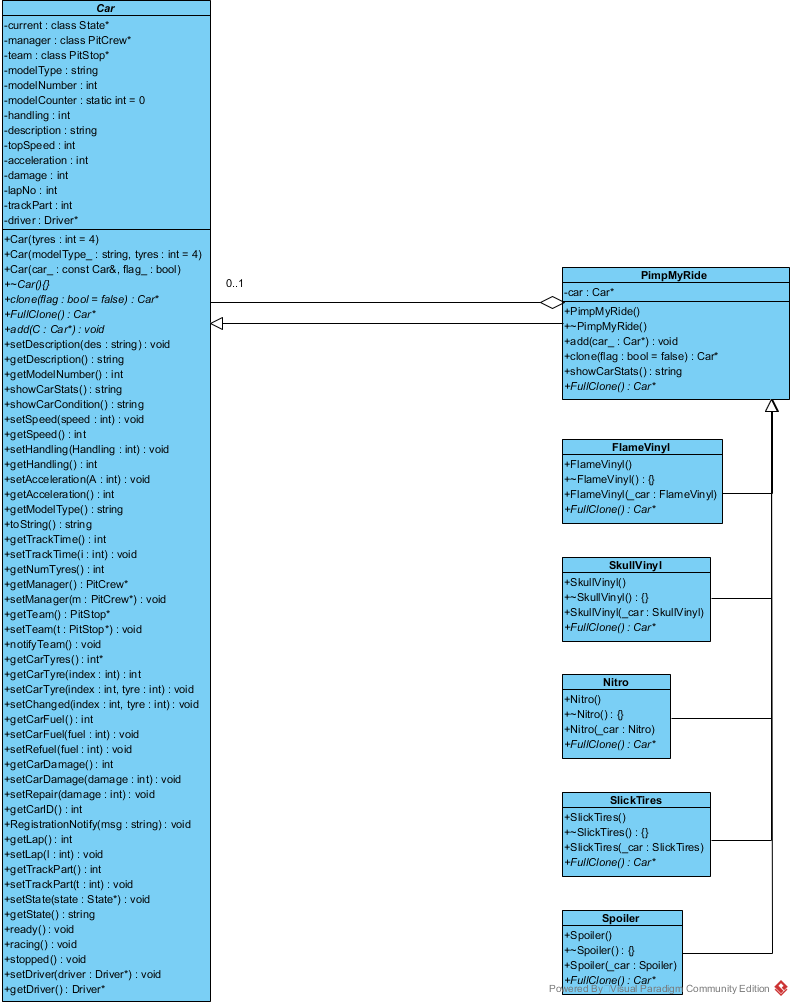 Car
-current : class State*
-manager : class PitCrew*
-team : class PitStop*
-modelType : string
-modelNumber : int
-modelCounter : static int = 0
-handling : int
-description : string
-topSpeed : int
-acceleration : int
-damage : int
-lapNo : int
-trackPart : int
-driver : Driver*
+Car(tyres : int = 4)
+Car(modelType_ : string, tyres : int = 4)
+Car(car_ : const Car&, flag_ : bool)
+~Car(){}
+clone(flag : bool = false) : Car*
+FullClone() : Car*
+add(C : Car*) : void
+setDescription(des : string) : void
+getDescription() : string
+getModelNumber() : int
+showCarStats() : string
+showCarCondition() : string
+setSpeed(speed : int) : void
+getSpeed() : int
+setHandling(Handling : int) : void
+getHandling() : int
+setAcceleration(A : int) : void
+getAcceleration() : int
+getModelType() : string
+toString() : string
+getTrackTime() : int
+setTrackTime(i : int) : void
+getNumTyres() : int
+getManager() : PitCrew*
+setManager(m : PitCrew*) : void
+getTeam() : PitStop*
+setTeam(t : PitStop*) : void
+notifyTeam() : void
+getCarTyres() : int*
+getCarTyre(index : int) : int
+setCarTyre(index : int, tyre : int) : void
+setChanged(index : int, tyre : int) : void
+getCarFuel() : int
+setCarFuel(fuel : int) : void
+setRefuel(fuel : int) : void
+getCarDamage() : int
+setCarDamage(damage : int) : void
+setRepair(damage : int) : void
+getCarID() : int
+RegistrationNotify(msg : string) : void
+getLap() : int
+setLap(l : int) : void
+getTrackPart() : int
+setTrackPart(t : int) : void
+setState(state : State*) : void
+getState() : string
+ready() : void
+racing() : void
+stopped() : void
+setDriver(driver : Driver*) : void
+getDriver() : Driver*
0..1
PimpMyRide
-car : Car*
+PimpMyRide()
+~PimpMyRide()
+add(car_ : Car*) : void
+clone(flag : bool = false) : Car*
+showCarStats() : string
+FullClone() : Car*
FlameVinyl
+FlameVinyl()
+~FlameVinyl() : {}
+FlameVinyl(_car : FlameVinyl)
+FullClone() : Car*
SkullVinyl
+SkullVinyl()
+~SkullVinyl() : {}
+SkullVinyl(_car : SkullVinyl)
+FullClone() : Car*
Nitro
+Nitro()
+~Nitro() : {}
+Nitro(_car : Nitro)
+FullClone() : Car*
SlickTires
+SlickTires()
+~SlickTires() : {}
+SlickTires(_car : SlickTires)
+FullClone() : Car*
Spoiler
+Spoiler()
+~Spoiler() : {}
+Spoiler(_car : Spoiler)
+FullClone() : Car*
Powered By Visual Paradigm Community Edition